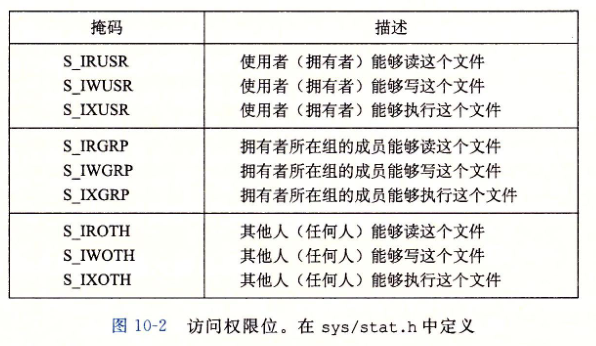 掩码 描述
S_IRUSR 使用者（拥有者）能够读这个文件
S_IWUSR 使用者（拥有者）能够写这个文件
S_IXUSR 使用者（拥有者）能够执行这个文件
S_IRGRP 拥有者所在组的成员能够读这个文件
S_IWGRP 拥有者所在组的成员能够写这个文件
S_IXGRP 拥有者所在组的成员能够执行这个文件
S_IROTH 其他人（任何人）能够读这个文件
S_IWOTH 其他人（任何人）能够写这个文件
S_IXOTH 其他人（任何人）能够执行这个文件
图 10-2 访问权限位。在 sys/stat.h 中定义